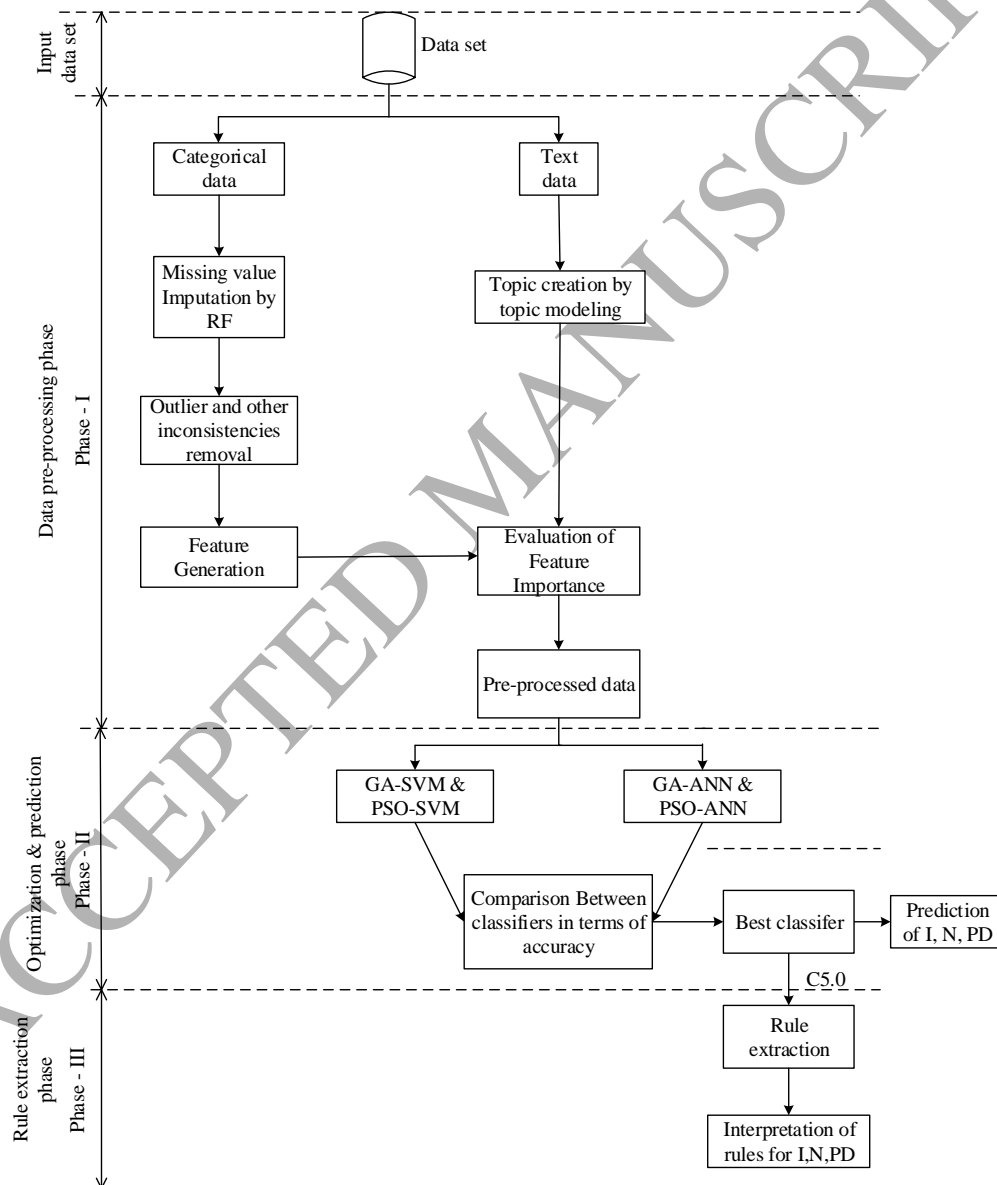 Input
data set
Data set
Categorical
data
Text
data
Missing value
Imputation by
RF
Topic creation by
topic modeling
Data pre-processing phase
Phase - I
Outlier and other
inconsistencies
removal
Feature
Generation
Evaluation of
Feature
Importance
Pre-processed data
Optimization & prediction
phase
Phase - II
GA-SVM &
PSO-SVM
GA-ANN &
PSO-ANN
Comparison Between
classifiers in terms of
accuracy
Best classifer
Prediction
of I, N, PD
C5.0
Rule extraction
phase
Phase - III
Rule
extraction
Interpretation of
rules for I,N,PD
ACCEPTED MANUSCRI